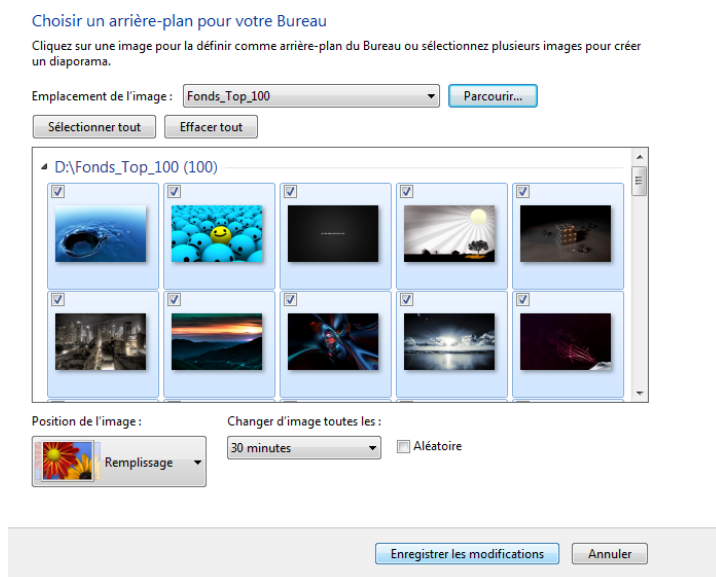 Choisir un arrière-plan pour votre Bureau
Cliquez sur une image pour la définir comme arrière-plan du Bureau ou sélectionnez plusieurs images pour créer
un diaporama.
Emplacement de l'image : Fonds_Top_100 Parcourir...
Sélectionner tout Effacer tout
D:\Fonds_Top_100 (100)
Position de l'image : Changer d'image toutes les :
Remplissage 30 minutes Aléatoire
Enregistrer les modifications Annuler